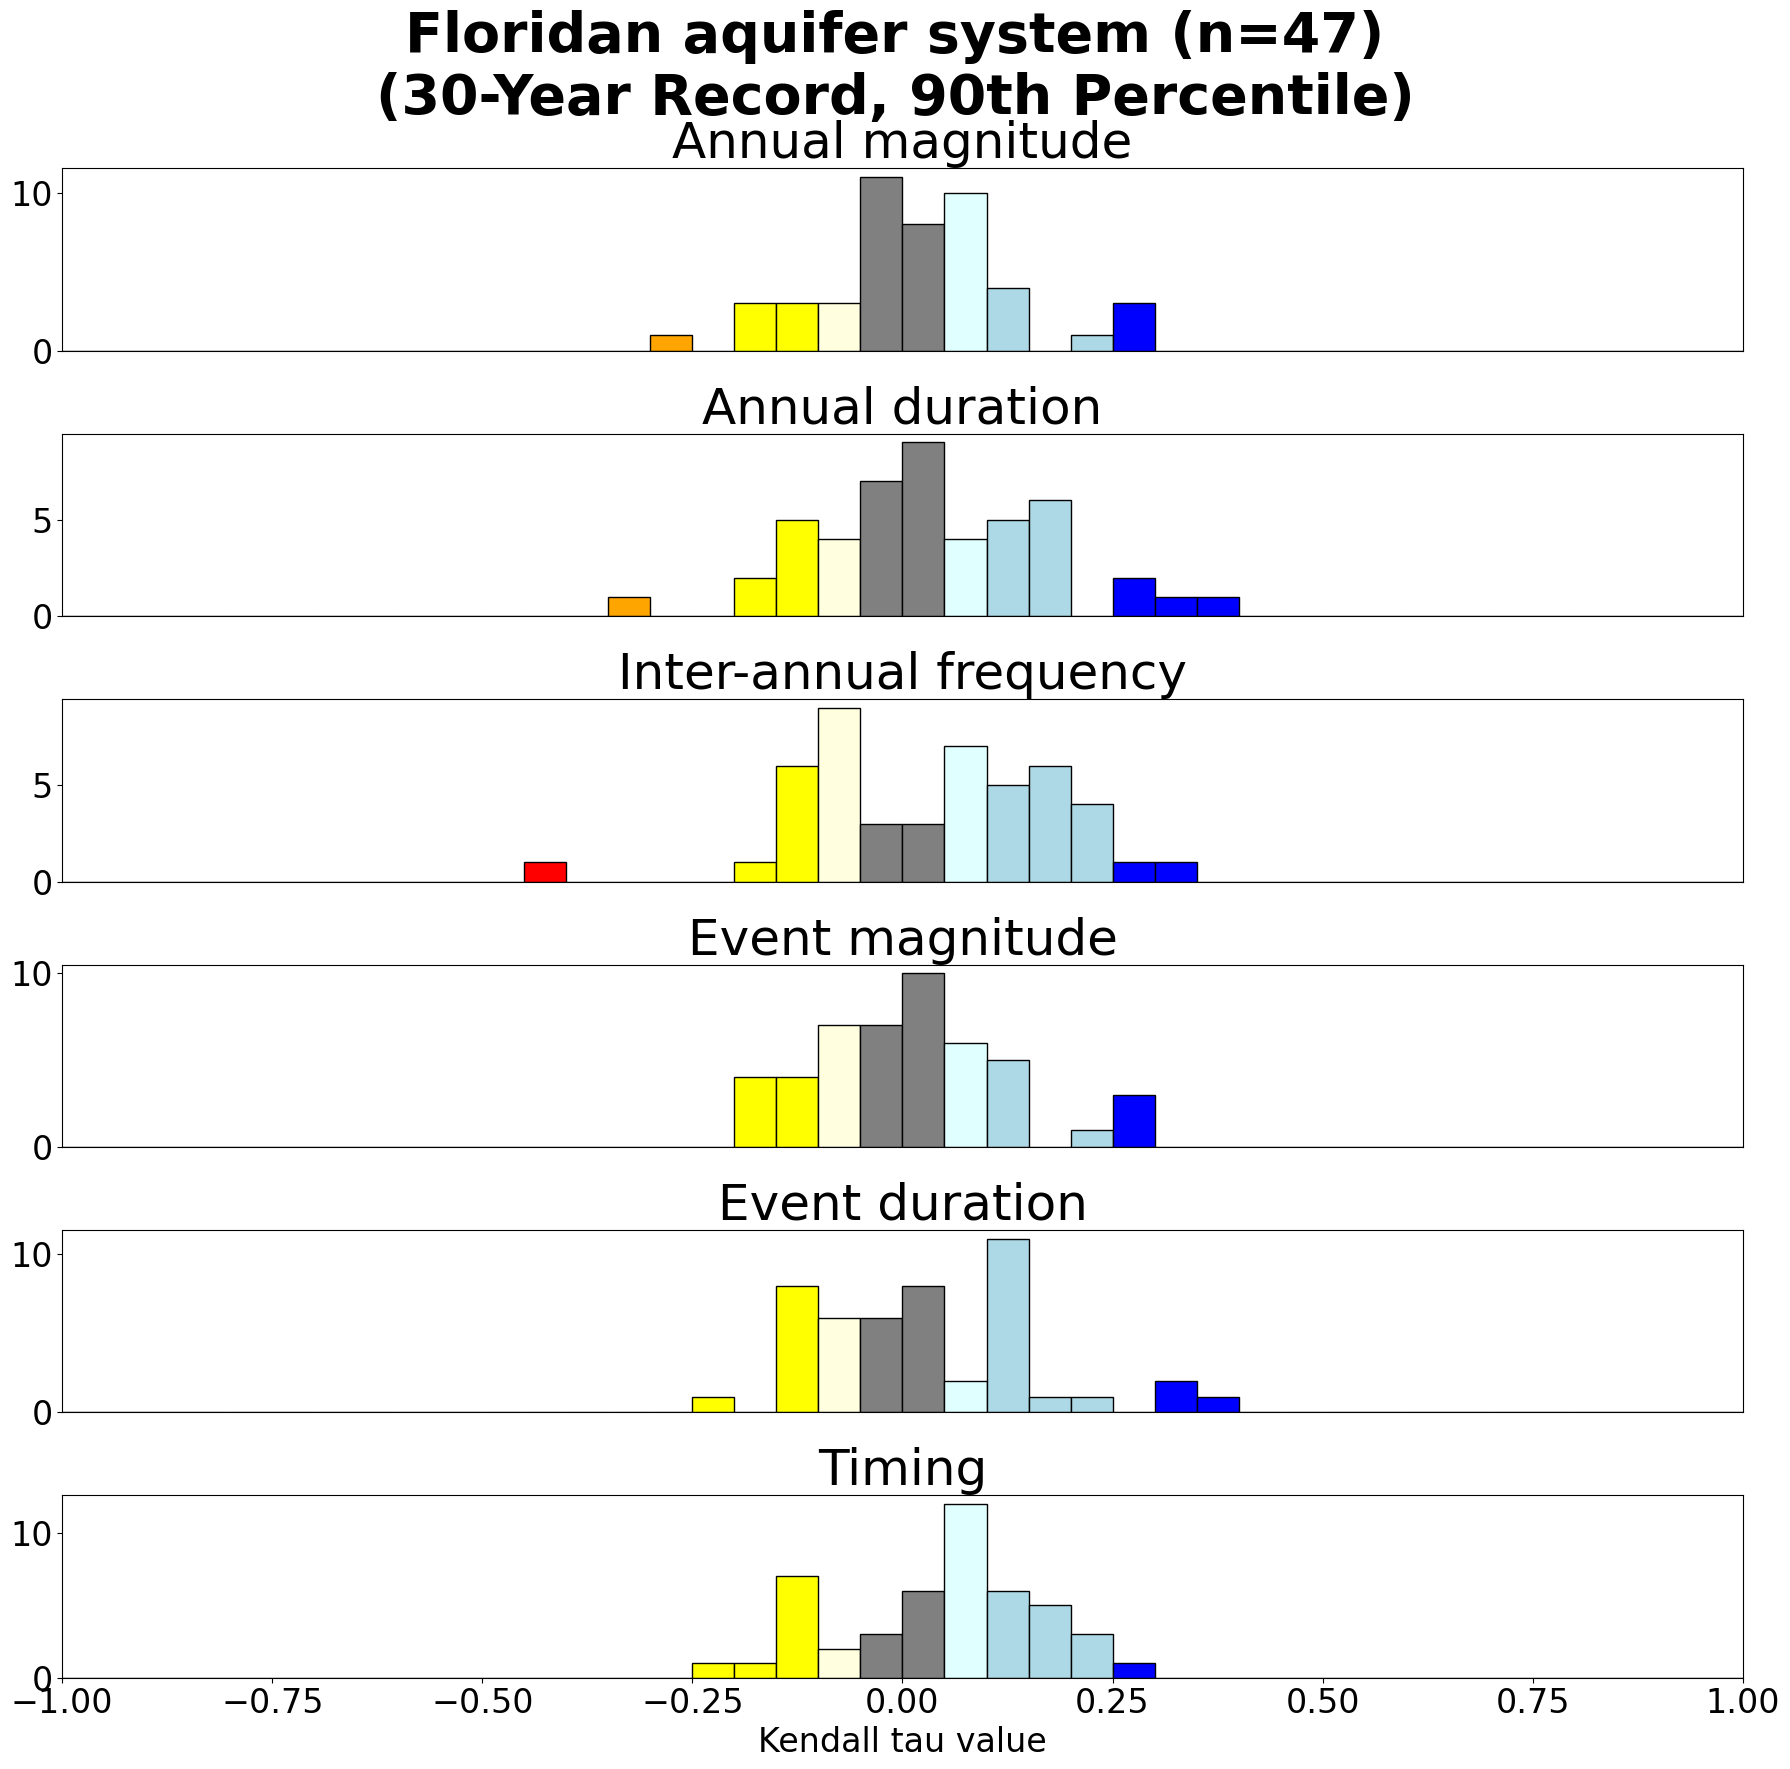 Floridan aquifer system (n=47)
(30-Year Record, 90th Percentile)
Annual magnitude
10
0
Annual duration
5
0
Inter-annual frequency
5
0
Event magnitude
10
0
Event duration
10
0
Timing
10
0
−1.00 −0.75 −0.50 −0.25 0.00 0.25 0.50 0.75 1.00
Kendall tau value